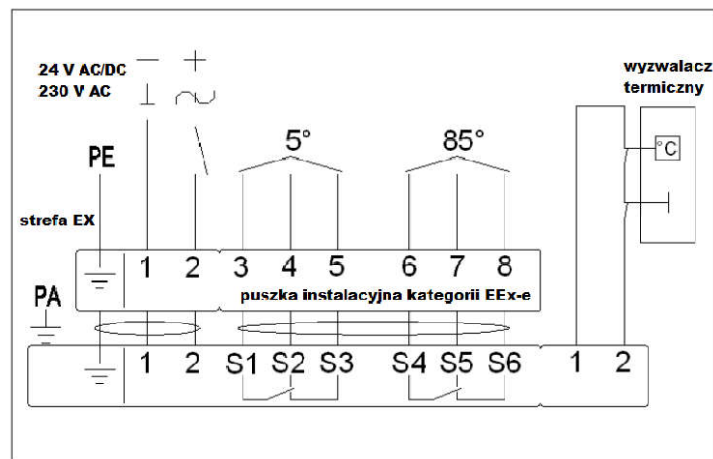 24 V AC/DC
230 V AC
wyzwalacz
termiczny
°C
5°
85°
PE
strefa EX
1 2 3 4 5 6 7 8
puszka instalacyjna kategorii EEx-e
PA
1 2 S1 S2 S3 S4 S5 S6 1 2